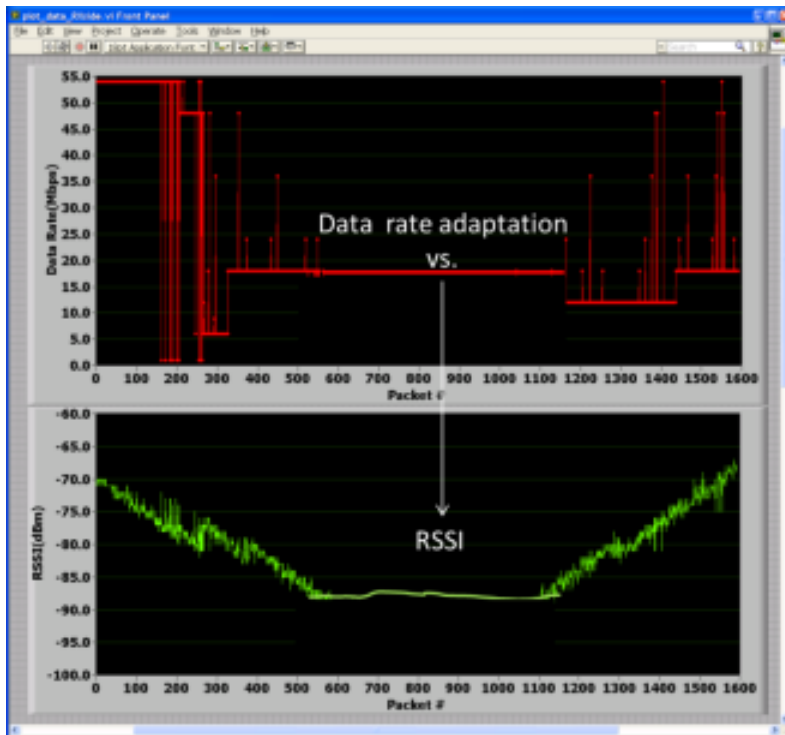 plot_data_RIside.vi Front Panel
File Edit View Project Operate Tools Window Help
13pt Application Font
Search
55.0
50.0
45.0
40.0
35.0
30.0
25.0
20.0
15.0
10.0
5.0
0.0
Data Rate(Mbps)
Data rate adaptation
vs.
0 100 200 300 400 500 600 700 800 900 1000 1100 1200 1300 1400 1500 1600
Packet #
-60.0
-65.0
-70.0
-75.0
-80.0
-85.0
-90.0
-95.0
-100.0
RSSI(dBm)
RSSI
0 100 200 300 400 500 600 700 800 900 1000 1100 1200 1300 1400 1500 1600
Packet #